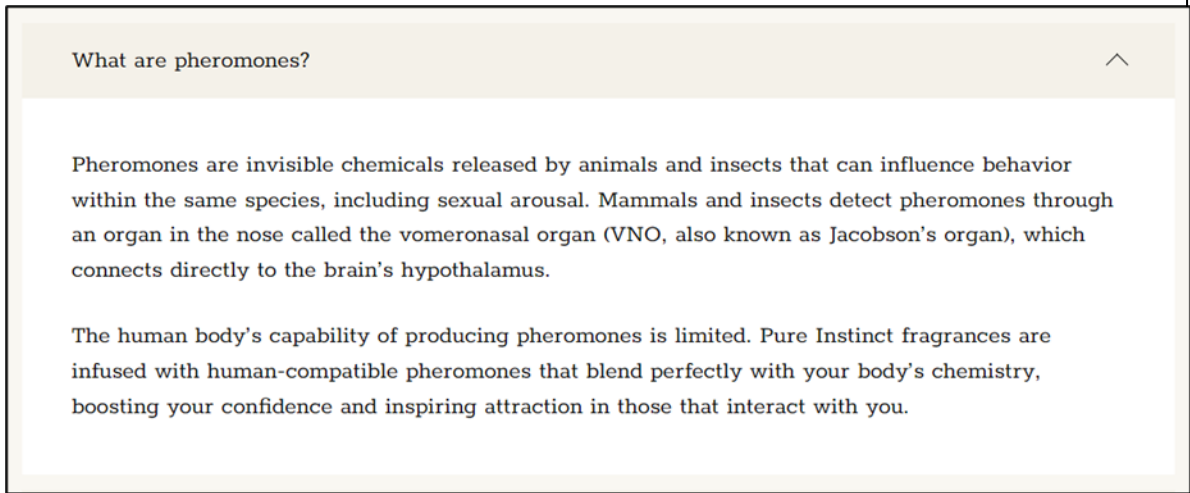 What are pheromones?
Pheromones are invisible chemicals released by animals and insects that can influence behavior
within the same species, including sexual arousal. Mammals and insects detect pheromones through
an organ in the nose called the vomeronasal organ (VNO, also known as Jacobson’s organ), which
connects directly to the brain’s hypothalamus.
The human body’s capability of producing pheromones is limited. Pure Instinct fragrances are
infused with human-compatible pheromones that blend perfectly with your body’s chemistry,
boosting your confidence and inspiring attraction in those that interact with you.